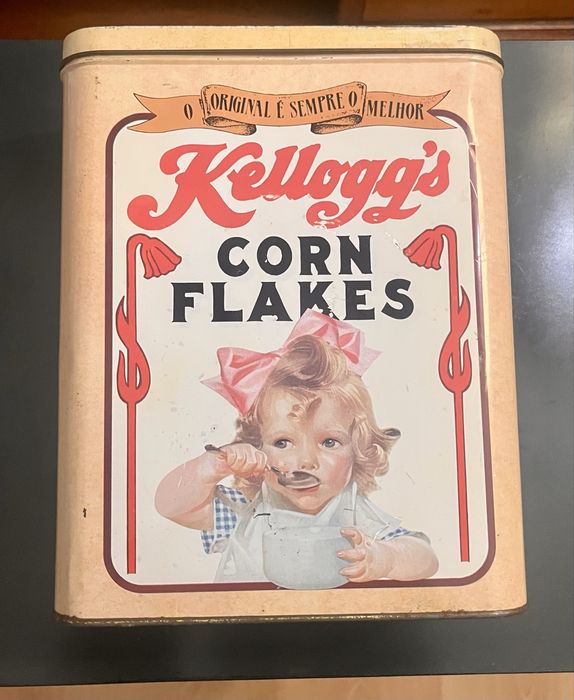 O ORIGINAL É SEMPRE O MELHOR
Kellogg's
CORN
FLAKES